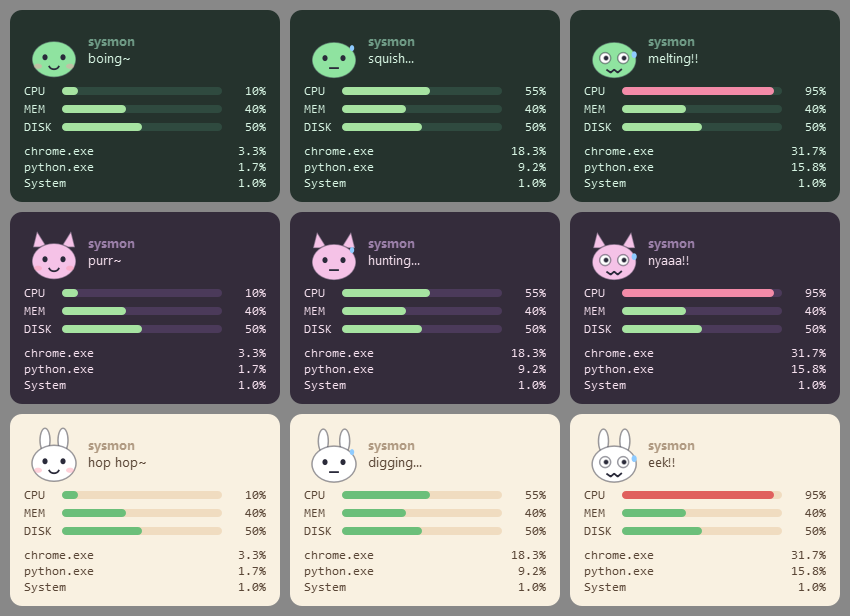 sysmon
boing~
CPU 10%
MEM 40%
DISK 50%
chrome.exe 3.3%
python.exe 1.7%
System 1.0%
sysmon
squish...
CPU 55%
MEM 40%
DISK 50%
chrome.exe 18.3%
python.exe 9.2%
System 1.0%
sysmon
melting!!
CPU 95%
MEM 40%
DISK 50%
chrome.exe 31.7%
python.exe 15.8%
System 1.0%
sysmon
purr~
CPU 10%
MEM 40%
DISK 50%
chrome.exe 3.3%
python.exe 1.7%
System 1.0%
sysmon
hunting...
CPU 55%
MEM 40%
DISK 50%
chrome.exe 18.3%
python.exe 9.2%
System 1.0%
sysmon
nyaaa!!
CPU 95%
MEM 40%
DISK 50%
chrome.exe 31.7%
python.exe 15.8%
System 1.0%
sysmon
hop hop~
CPU 10%
MEM 40%
DISK 50%
chrome.exe 3.3%
python.exe 1.7%
System 1.0%
sysmon
digging...
CPU 55%
MEM 40%
DISK 50%
chrome.exe 18.3%
python.exe 9.2%
System 1.0%
sysmon
eek!!
CPU 95%
MEM 40%
DISK 50%
chrome.exe 31.7%
python.exe 15.8%
System 1.0%